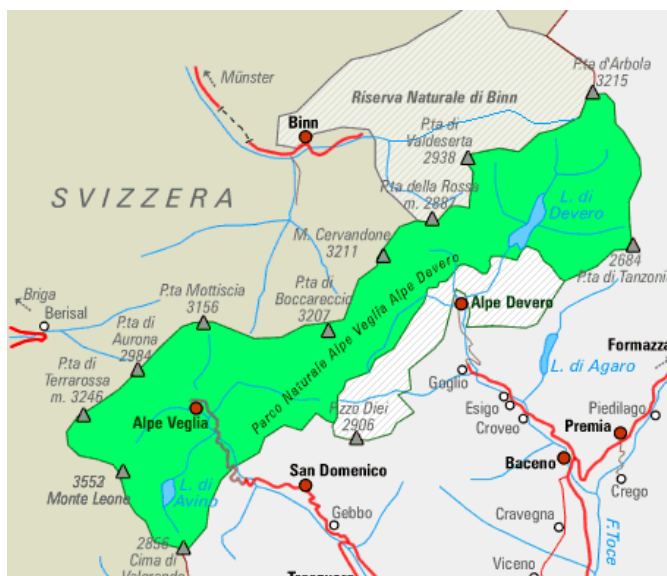 P.ta d'Arbola
3215
Münster
Riserva Naturale di Binn
Binn
P.ta di
Valdeserta
2938
SVIZZERA
P.ta della Rossa
m. 2887
L. di
Devero
M. Cervandone
3211
2684
P.ta di Tanzonia
Briga
Berisal
P.ta Mottiscia
3156
P.ta di
Boccareccio
3207
Alpe Devero
Parco Naturale Alpe Veglia Alpe Devero
P.ta di
Aurona
2984
Formazza
P.ta di
Terrarossa
m. 3246
Goglio
L. di Agaro
Esigo
Croveo
Piedilago
Premia
Alpe Veglia
P.zzo Diei
2906
Baceno
3553
Monte Leone
L. di
Avino
San Domenico
Crego
Gebbo
Cravegna
F. Toce
2856
Cima di
Viceno